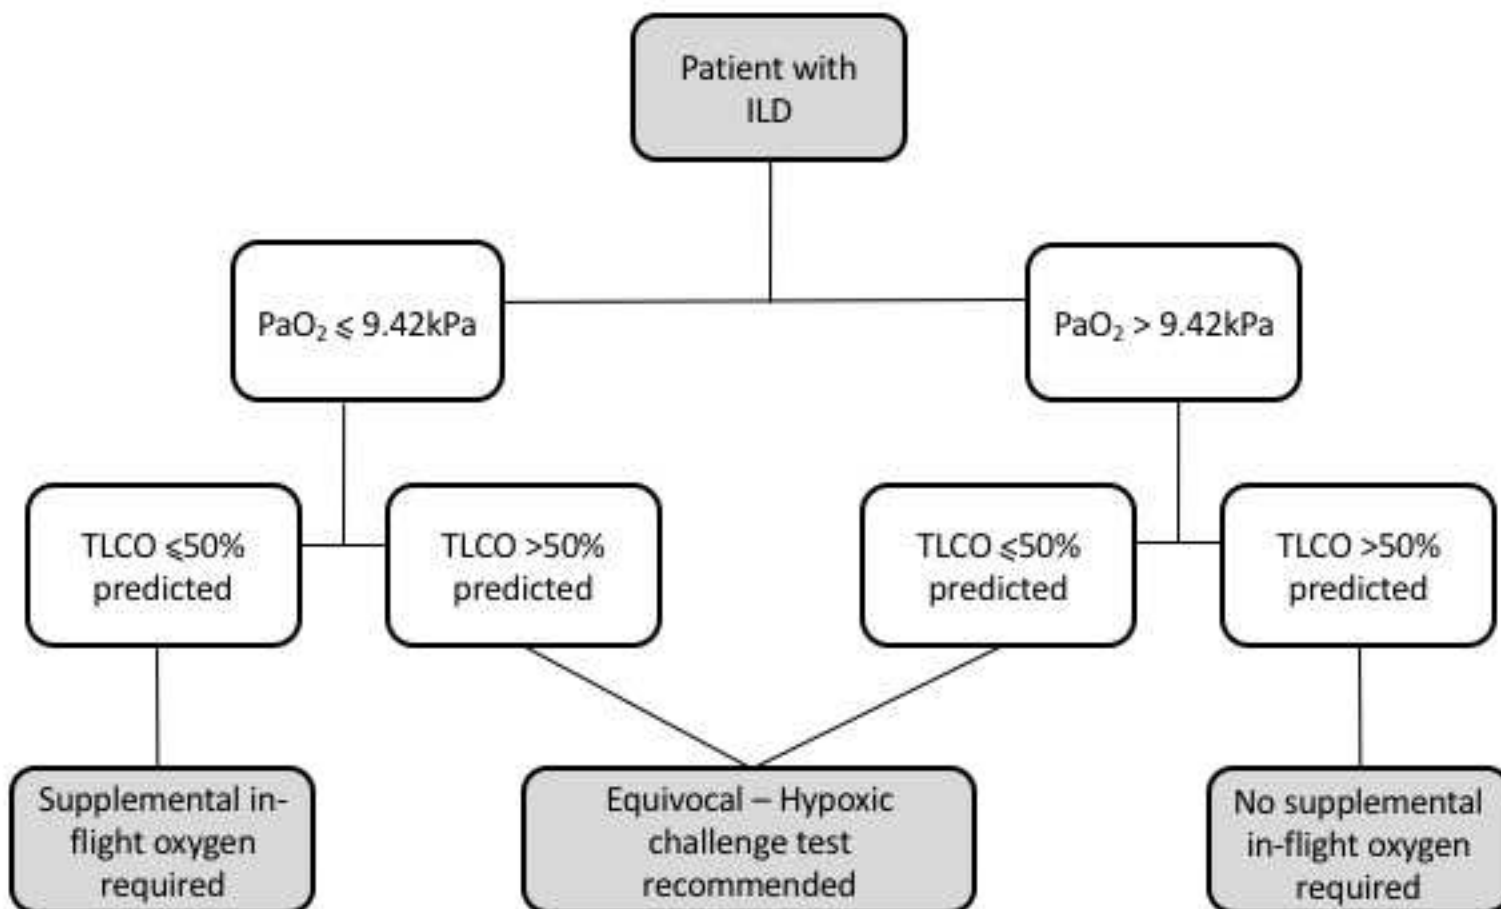 Patient with
ILD
PaO₂ ⩽ 9.42kPa
PaO₂ > 9.42kPa
TLCO ⩽50%
predicted
TLCO >50%
predicted
TLCO ⩽50%
predicted
TLCO >50%
predicted
Supplemental in-
flight oxygen
required
Equivocal – Hypoxic
challenge test
recommended
No supplemental
in-flight oxygen
required